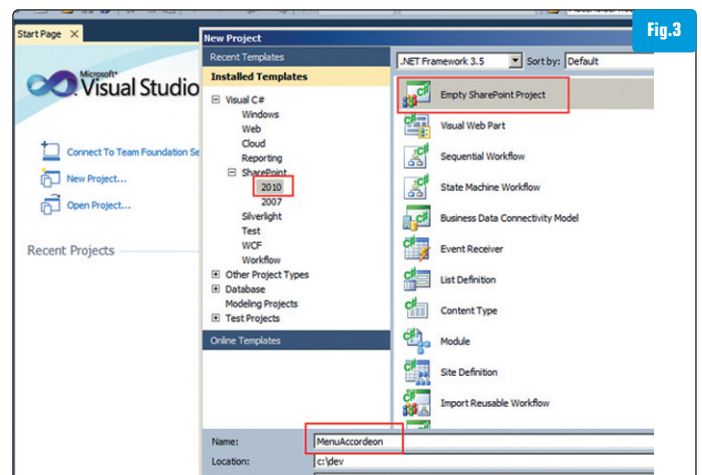 Fig.3
Start Page X
New Project
Recent Templates
Installed Templates
Visual C#
Windows
Web
Cloud
Reporting
SharePoint
2010
2007
Silverlight
Test
WCF
Workflow
Other Project Types
Database
Modeling Projects
Test Projects
Online Templates
.NET Framework 3.5 Sort by: Default
Empty SharePoint Project
Visual Web Part
Sequential Workflow
State Machine Workflow
Business Data Connectivity Model
Event Receiver
List Definition
Content Type
Module
Site Definition
Import Reusable Workflow
Microsoft®
Visual Studio
Connect To Team Foundation Se
New Project...
Open Project...
Recent Projects
Name: MenuAccordeon
Location: c:\dev